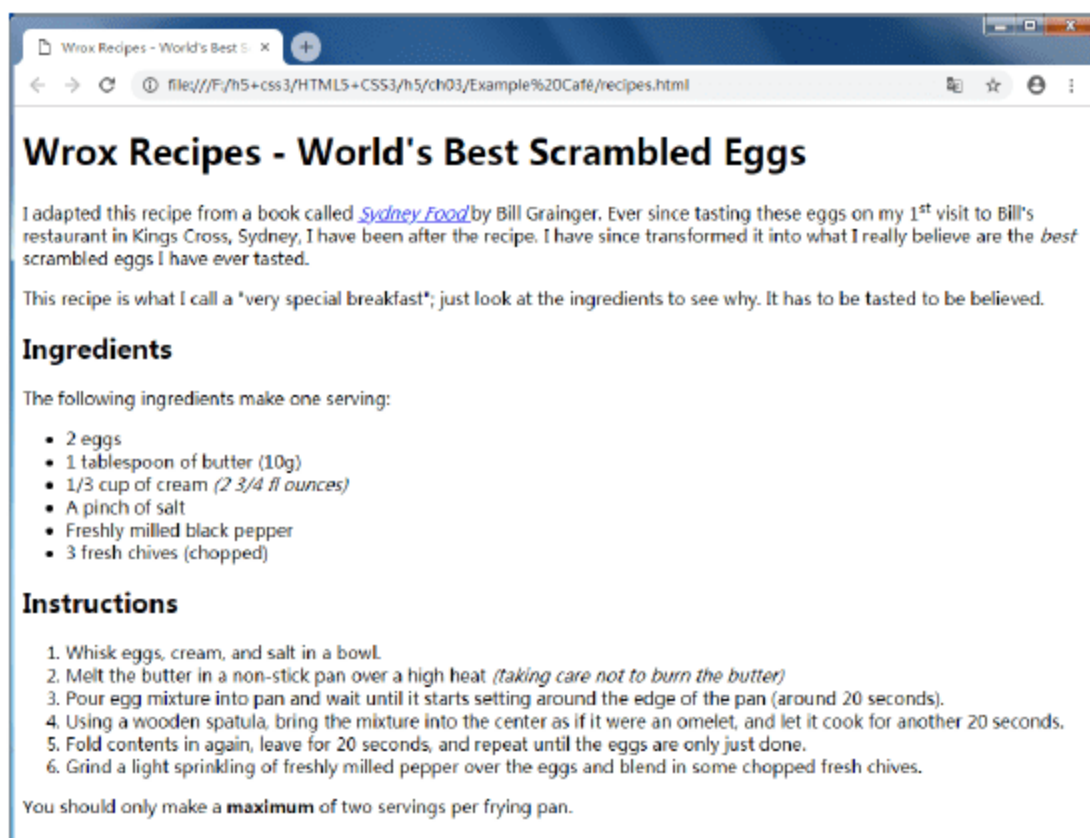 Wrox Recipes - World's Best S
file:///F:/h5+css3/HTML5+CSS3/h5/ch03/Example%20Café/recipes.html
Wrox Recipes - World's Best Scrambled Eggs
I adapted this recipe from a book called Sydney Food by Bill Grainger. Ever since tasting these eggs on my 1st visit to Bill's
restaurant in Kings Cross, Sydney, I have been after the recipe. I have since transformed it into what I really believe are the best
scrambled eggs I have ever tasted.
This recipe is what I call a "very special breakfast"; just look at the ingredients to see why. It has to be tasted to be believed.
Ingredients
The following ingredients make one serving:
• 2 eggs
• 1 tablespoon of butter (10g)
• 1/3 cup of cream (2 3/4 fl ounces)
• A pinch of salt
• Freshly milled black pepper
• 3 fresh chives (chopped)
Instructions
1. Whisk eggs, cream, and salt in a bowl.
2. Melt the butter in a non-stick pan over a high heat (taking care not to burn the butter)
3. Pour egg mixture into pan and wait until it starts setting around the edge of the pan (around 20 seconds).
4. Using a wooden spatula, bring the mixture into the center as if it were an omelet, and let it cook for another 20 seconds.
5. Fold contents in again, leave for 20 seconds, and repeat until the eggs are only just done.
6. Grind a light sprinkling of freshly milled pepper over the eggs and blend in some chopped fresh chives.
You should only make a maximum of two servings per frying pan.